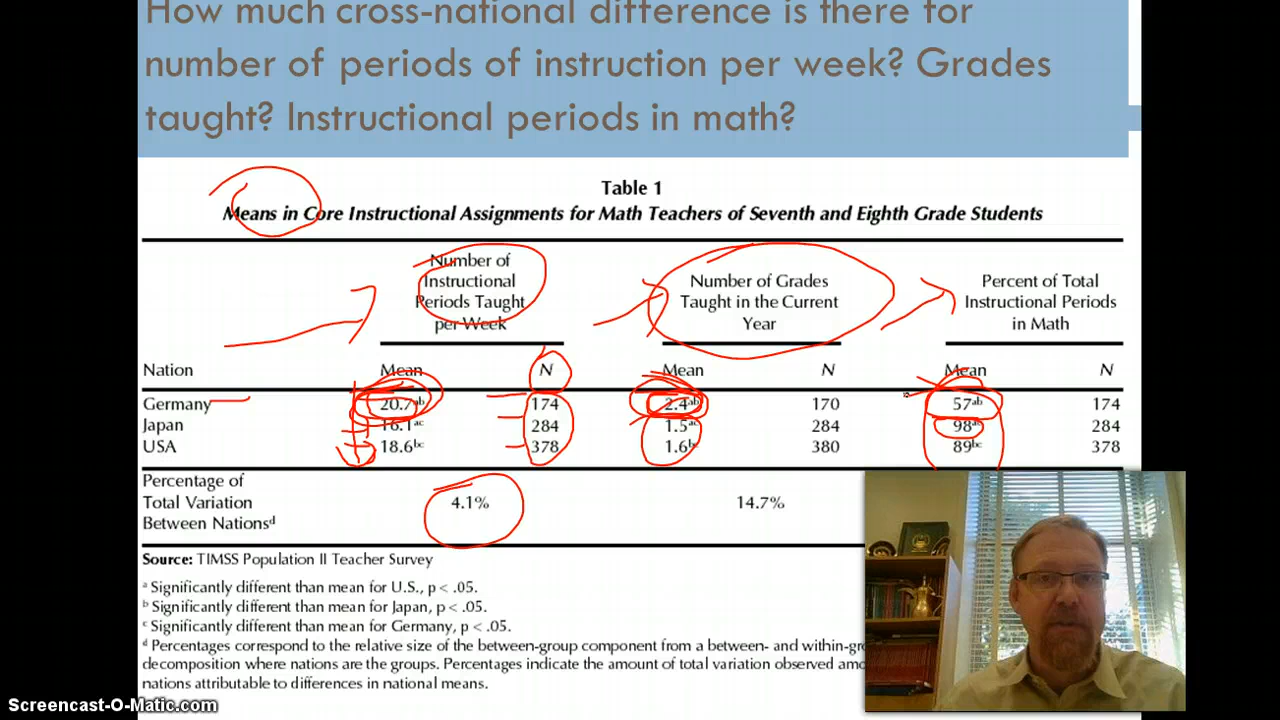 How much cross-national difference is there for
number of periods of instruction per week? Grades
taught? Instructional periods in math?
Table 1
Means in Core Instructional Assignments for Math Teachers of Seventh and Eighth Grade Students
Number of Instructional Periods Taught per Week
Number of Grades Taught in the Current Year
Percent of Total Instructional Periods in Math
Nation Mean N Mean N Mean N
Germany 20.7ab 174 2.4ab 170 57ab 174
Japan 16.1ac 284 1.5ac 284 98ac 284
USA 18.6bc 378 1.6bc 380 89bc 378
Percentage of
Total Variation 4.1% 14.7%
Between Nationsd
Source: TIMSS Population II Teacher Survey
a Significantly different than mean for U.S., p < .05.
b Significantly different than mean for Japan, p < .05.
c Significantly different than mean for Germany, p < .05.
d Percentages correspond to the relative size of the between-group component from a between- and within-gro
decomposition where nations are the groups. Percentages indicate the amount of total variation observed amo
nations attributable to differences in national means.
Screencast-O-Matic.com